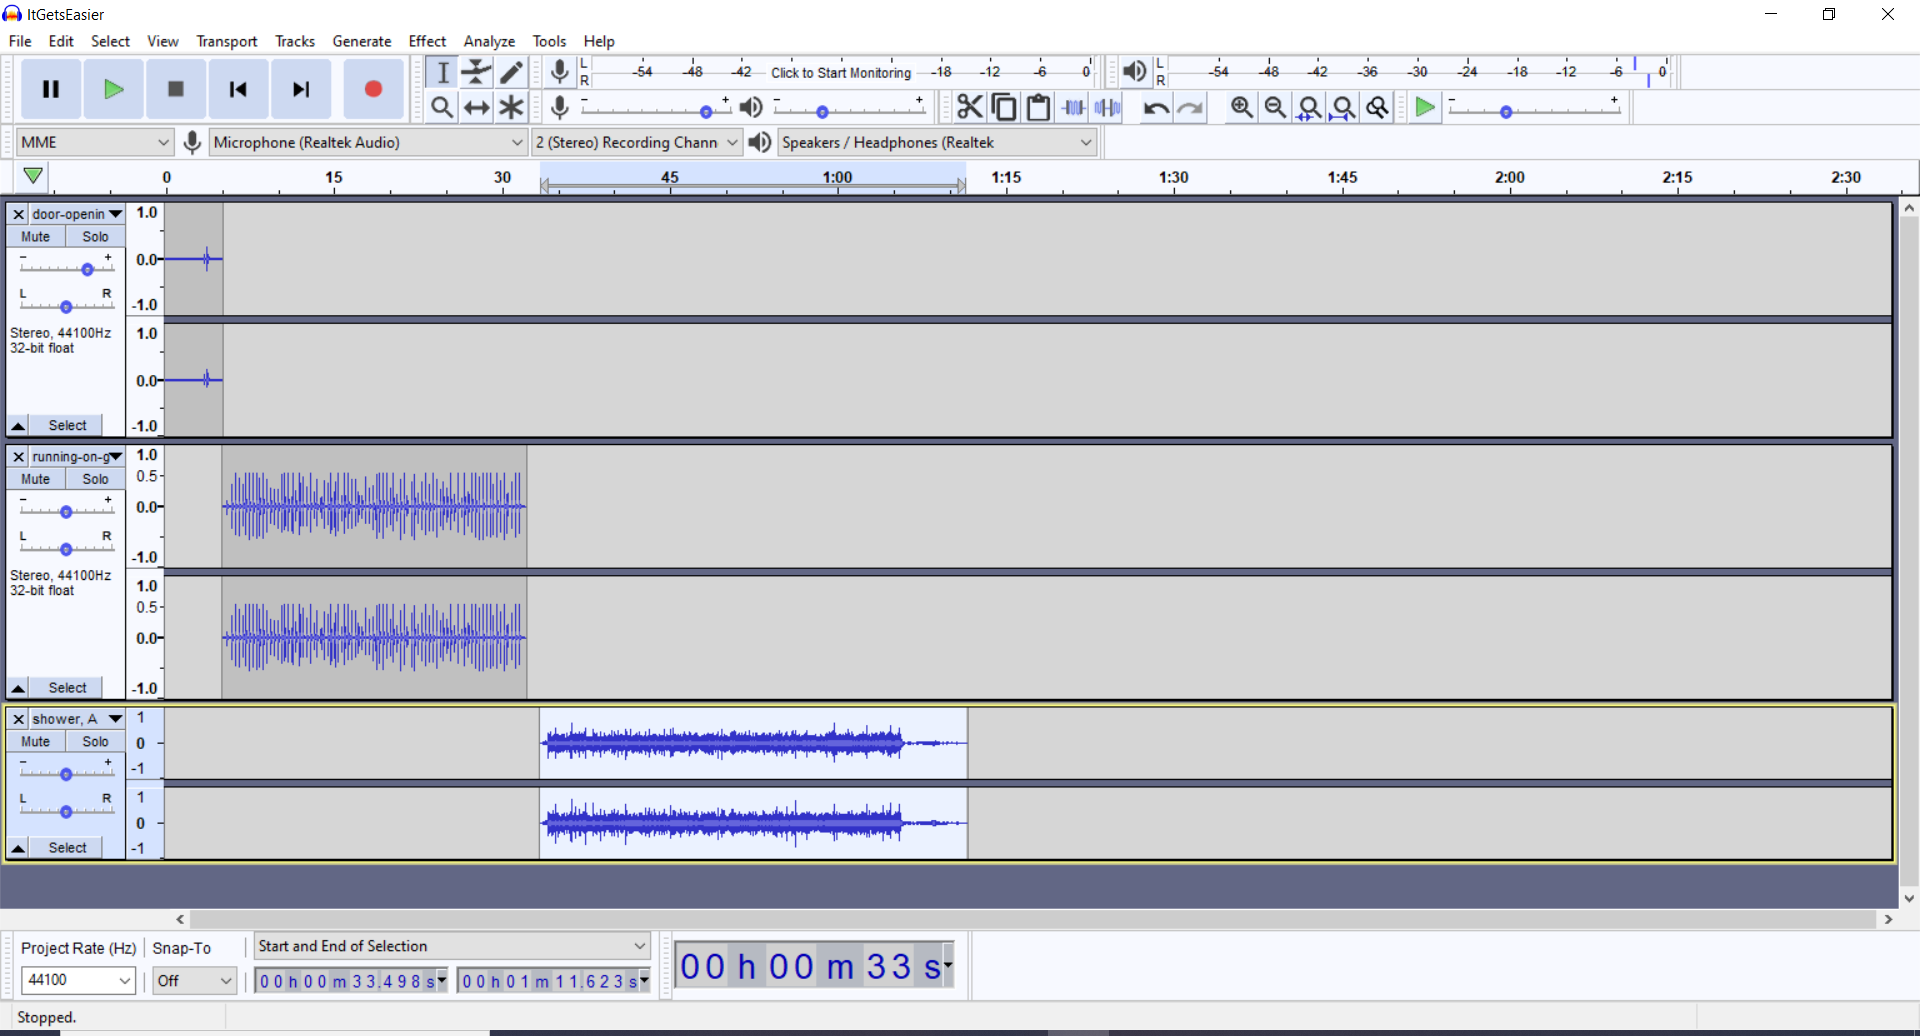 ItGetsEasier
File Edit Select View Transport Tracks Generate Effect Analyze Tools Help
L R -54 -48 -42 Click to Start Monitoring -18 -12 -6 0 L R -54 -48 -42 -36 -30 -24 -18 -12 -6 0
- + - + - +
MME Microphone (Realtek Audio) 2 (Stereo) Recording Chann Speakers / Headphones (Realtek
0 15 30 45 1:00 1:15 1:30 1:45 2:00 2:15 2:30
door-openin 1.0
Mute Solo
- + 0.0
L R
-1.0
Stereo, 44100Hz 1.0
32-bit float
0.0
Select -1.0
running-on-g 1.0
Mute Solo 0.5
- + 0.0
L R
-1.0
Stereo, 44100Hz 1.0
32-bit float 0.5
0.0
Select -1.0
shower, A 1
Mute Solo 0
- + -1
L R 1
0
Select -1
Project Rate (Hz) Snap-To Start and End of Selection
44100 Off 00 h 00 m 33.498 s 00 h 01 m 11.623 s 00 h 00 m 33 s
Stopped.